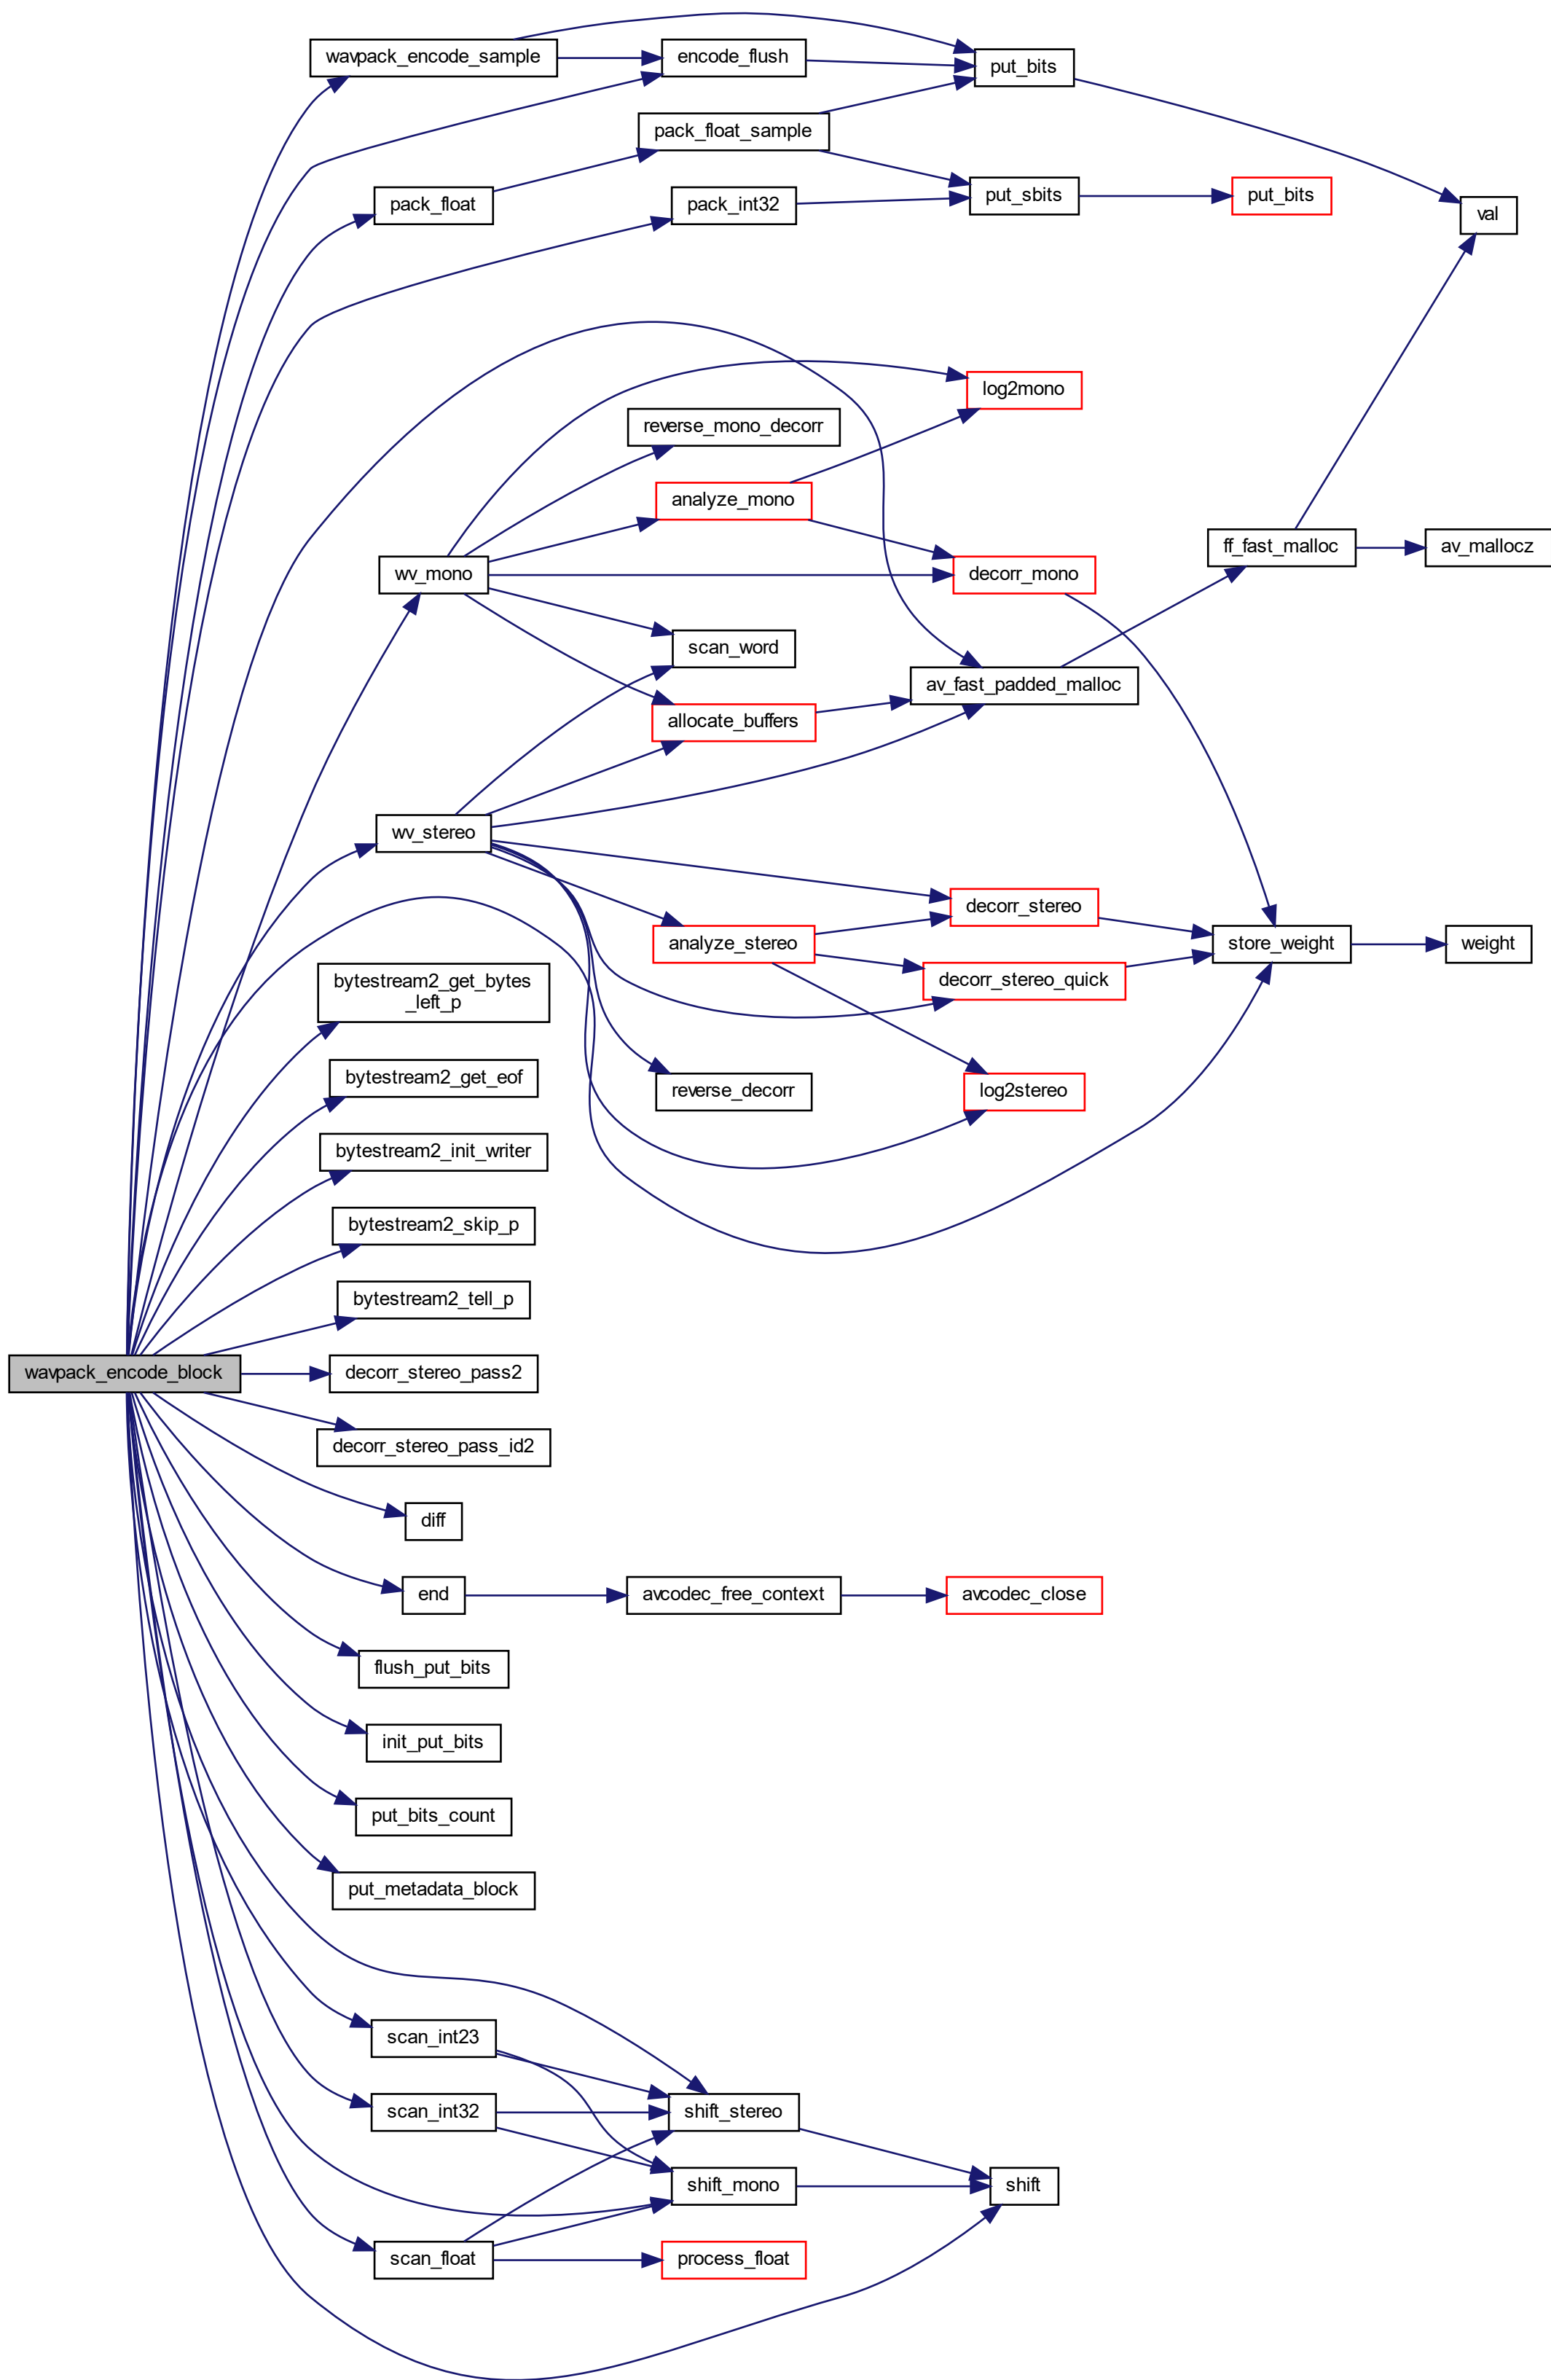 wavpack_encode_sample
encode_flush
put_bits
pack_float_sample
pack_float
pack_int32
put_sbits
put_bits
val
log2mono
reverse_mono_decorr
analyze_mono
ff_fast_malloc
av_mallocz
wv_mono
decorr_mono
scan_word
av_fast_padded_malloc
allocate_buffers
wv_stereo
decorr_stereo
analyze_stereo
store_weight
weight
decorr_stereo_quick
bytestream2_get_bytes
_left_p
bytestream2_get_eof
reverse_decorr
log2stereo
bytestream2_init_writer
bytestream2_skip_p
bytestream2_tell_p
wavpack_encode_block
decorr_stereo_pass2
decorr_stereo_pass_id2
diff
end
avcodec_free_context
avcodec_close
flush_put_bits
init_put_bits
put_bits_count
put_metadata_block
scan_int23
scan_int32
shift_stereo
shift_mono
shift
scan_float
process_float